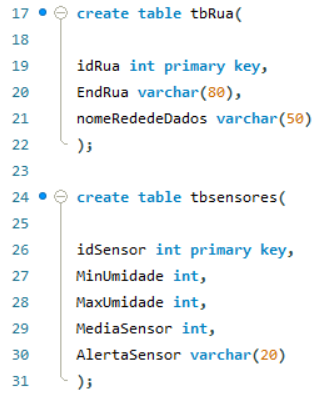 17 create table tbRua(
18
19 idRua int primary key,
20 EndRua varchar(80),
21 nomeRededeDados varchar(50)
22 );
23
24 create table tbsensores(
25
26 idSensor int primary key,
27 MinUmidade int,
28 MaxUmidade int,
29 MediaSensor int,
30 AlertaSensor varchar(20)
31 );